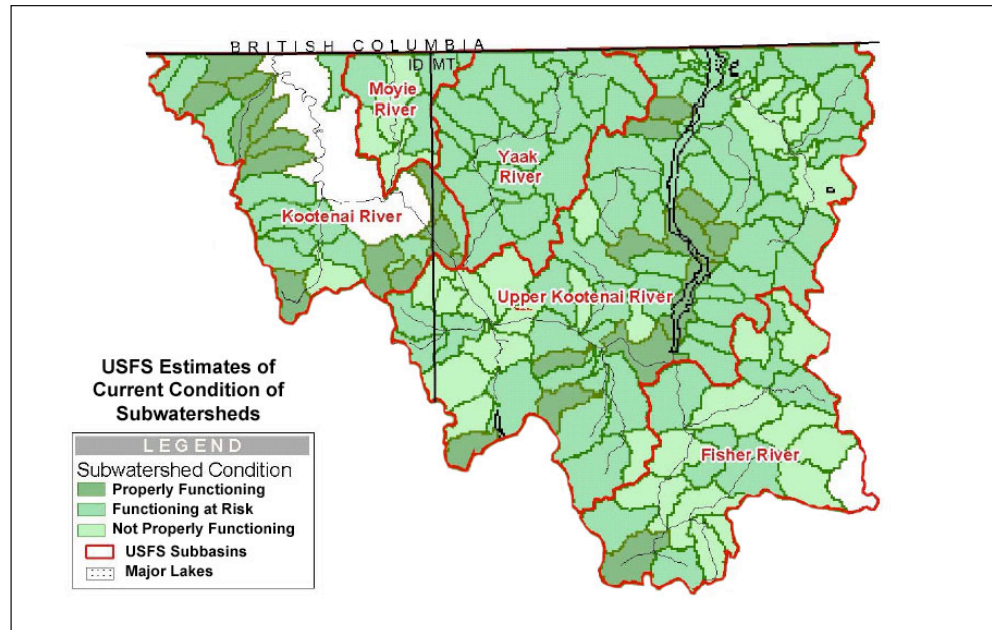 BRITISH COLUMBIA
ID MT
Moyie
River
Yaak
River
Kootenai River
Upper Kootenai River
Fisher River
USFS Estimates of
Current Condition of
Subwatersheds
LEGEND
Subwatershed Condition
Properly Functioning
Functioning at Risk
Not Properly Functioning
USFS Subbasins
Major Lakes